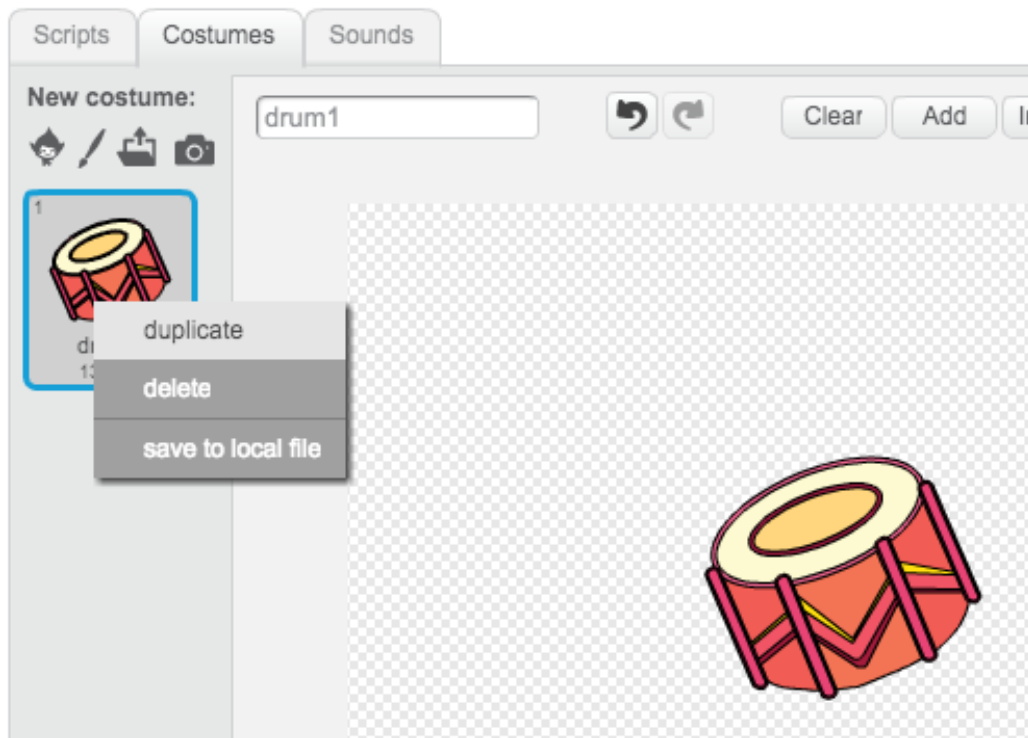 Scripts Costumes Sounds
New costume:
drum1
Clear Add
1
duplicate
delete
save to local file